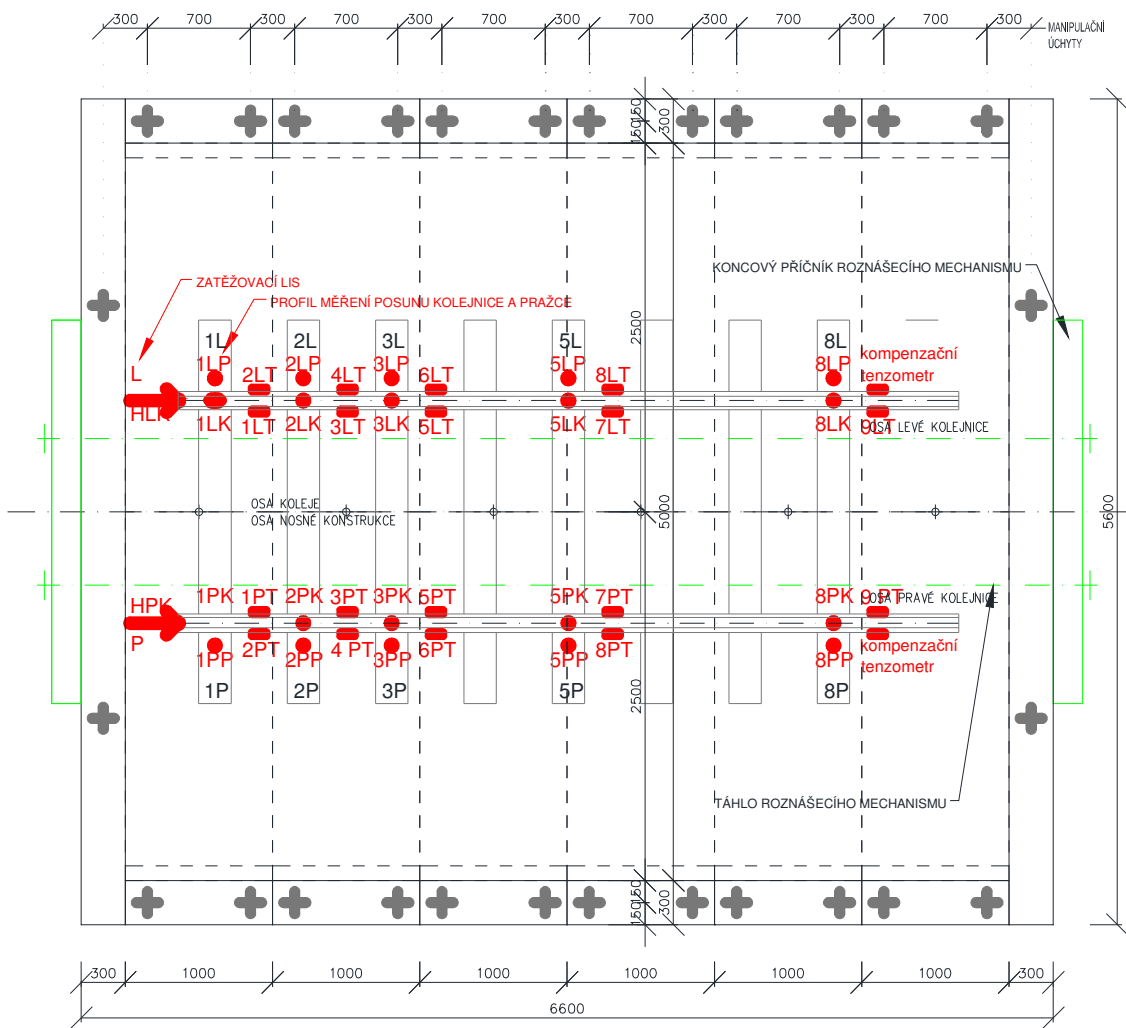 300 700 300 700 300 700 300 700 300 700 300 700 300
MANIPULAČNÍ
ÚCHYTY
150 150 300
KONCOVÝ PŘÍČNÍK ROZNÁŠECÍHO MECHANISMU
ZATĚŽOVACÍ LIS
PROFIL MĚŘENÍ POSUNU KOLEJNICE A PRAŽCE
2500
1L 2L 3L 5L 8L
1LP 2LP 3LP 5LP 8LP kompenzační
L 2LT 4LT 6LT 8LT tenzometr
HLK 1LK 1LT 2LK 3LT 3LK 5LT 5LK 7LT 8LK 9LT
OSA LEVÉ KOLEJNICE
OSA KOLEJE
OSA NOSNÉ KONSTRUKCE
5000
5600
HPK 1PK 1PT 2PK 3PT 3PK 5PT 5PK 7PT 8PK 9PT
OSA PRAVÉ KOLEJNICE
P 1PP 2PT 2PP 4 PT 3PP 6PT 5PP 8PT 8PP kompenzační
tenzometr
1P 2P 3P 5P 8P
2500
TÁHLO ROZNÁŠECÍHO MECHANISMU
150 150 300
300 1000 1000 1000 1000 1000 1000 300
6600